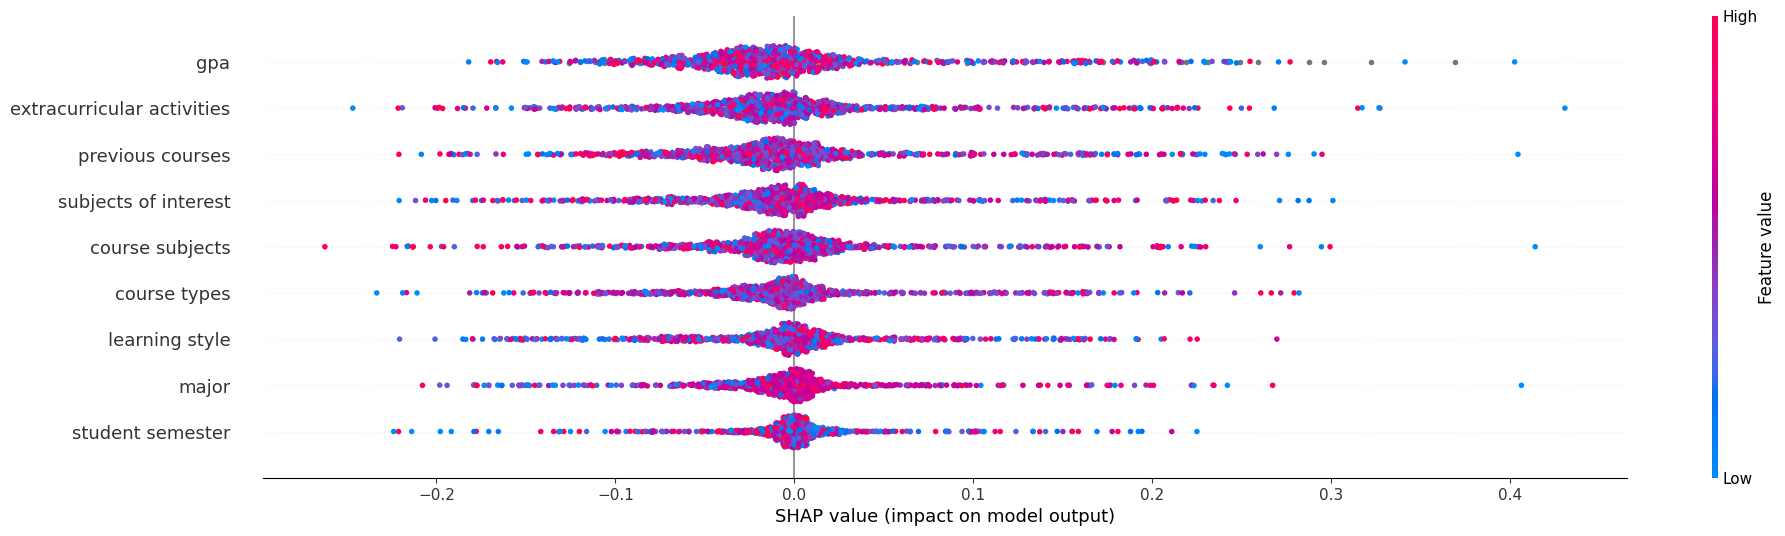 High
gpa
extracurricular activities
previous courses
subjects of interest
course subjects
course types
learning style
major
student semester
Feature value
Low
−0.2
−0.1
0.0
0.1
0.2
0.3
0.4
SHAP value (impact on model output)